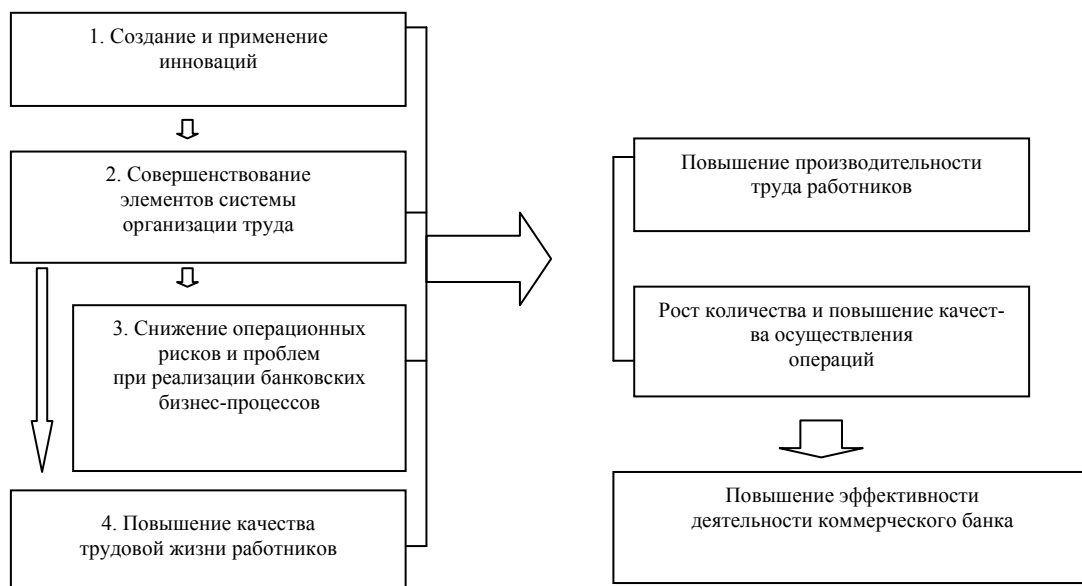 1. Создание и применение
инноваций
2. Совершенствование
элементов системы
организации труда
3. Снижение операционных
рисков и проблем
при реализации банковских
бизнес-процессов
4. Повышение качества
трудовой жизни работников
Повышение производительности
труда работников
Рост количества и повышение качест-
ва осуществления
операций
Повышение эффективности
деятельности коммерческого банка